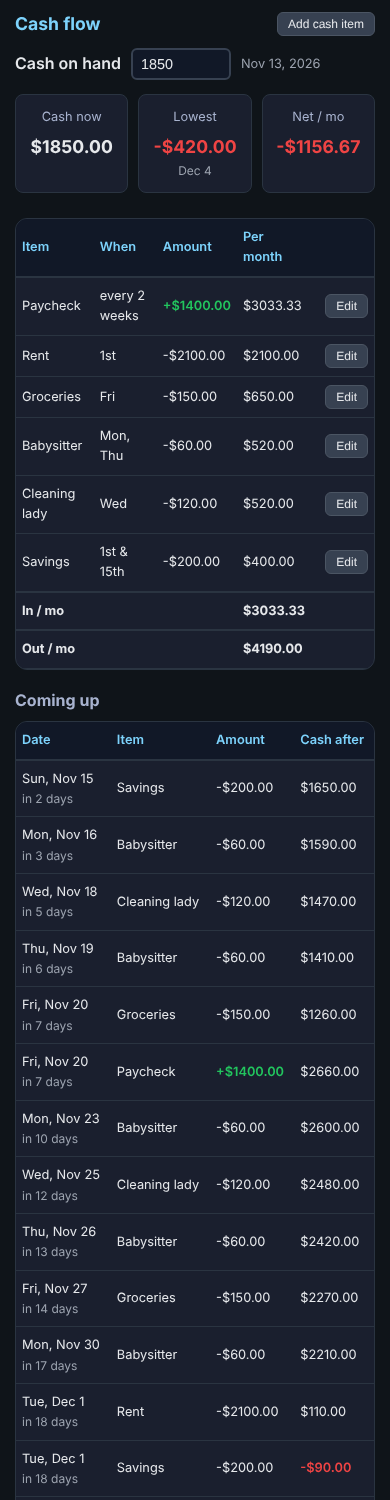 Cash flow
Add cash item
Cash on hand 1850 Nov 13, 2026
Cash now Lowest Net / mo
$1850.00 -$420.00 -$1156.67
Dec 4
Item When Amount Per month
Paycheck every 2 weeks +$1400.00 $3033.33 Edit
Rent 1st -$2100.00 $2100.00 Edit
Groceries Fri -$150.00 $650.00 Edit
Babysitter Mon, Thu -$60.00 $520.00 Edit
Cleaning lady Wed -$120.00 $520.00 Edit
Savings 1st & 15th -$200.00 $400.00 Edit
In / mo $3033.33
Out / mo $4190.00
Coming up
Date Item Amount Cash after
Sun, Nov 15 in 2 days Savings -$200.00 $1650.00
Mon, Nov 16 in 3 days Babysitter -$60.00 $1590.00
Wed, Nov 18 in 5 days Cleaning lady -$120.00 $1470.00
Thu, Nov 19 in 6 days Babysitter -$60.00 $1410.00
Fri, Nov 20 in 7 days Groceries -$150.00 $1260.00
Fri, Nov 20 in 7 days Paycheck +$1400.00 $2660.00
Mon, Nov 23 in 10 days Babysitter -$60.00 $2600.00
Wed, Nov 25 in 12 days Cleaning lady -$120.00 $2480.00
Thu, Nov 26 in 13 days Babysitter -$60.00 $2420.00
Fri, Nov 27 in 14 days Groceries -$150.00 $2270.00
Mon, Nov 30 in 17 days Babysitter -$60.00 $2210.00
Tue, Dec 1 in 18 days Rent -$2100.00 $110.00
Tue, Dec 1 in 18 days Savings -$200.00 -$90.00